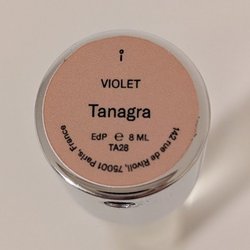 i
VIOLET
Tanagra
EdP ℮ 8 ML
TA28
142 rue de Rivoli, 75001 Paris, France